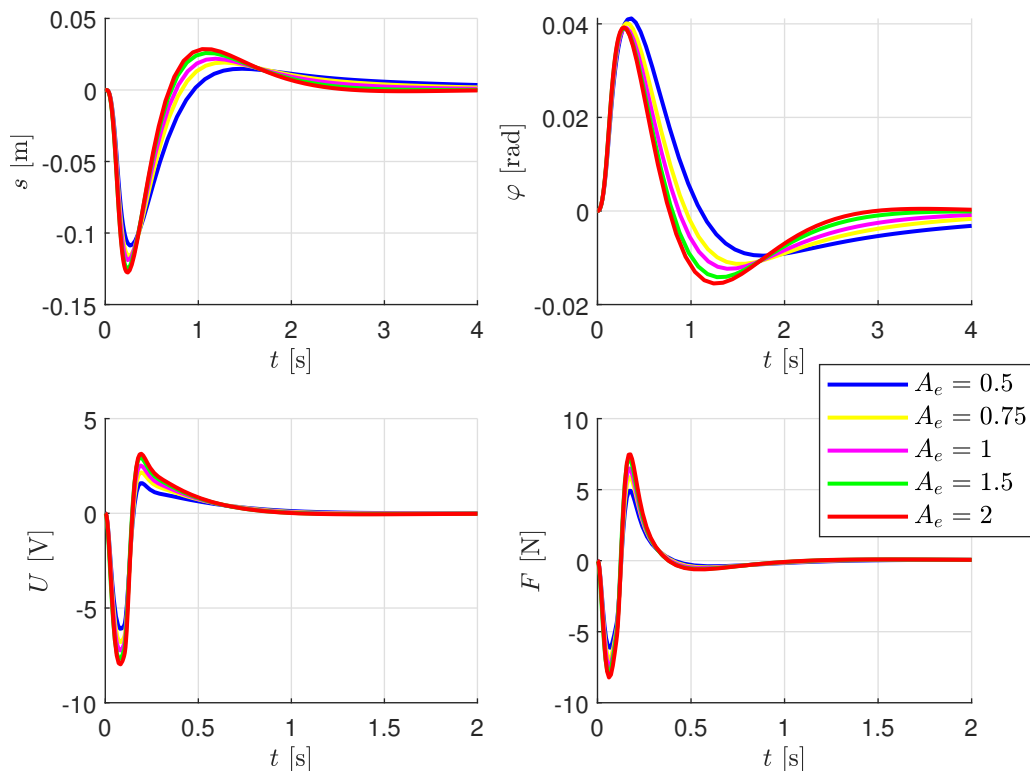 0.05
0
-0.05
-0.1
-0.15
s [m]
0 1 2 3 4
t [s]
0.04
0.02
0
-0.02
φ [rad]
0 1 2 3 4
t [s]
5
0
-5
-10
U [V]
0 0.5 1 1.5 2
t [s]
10
5
0
-5
-10
F [N]
0 0.5 1 1.5 2
t [s]
A_e = 0.5
A_e = 0.75
A_e = 1
A_e = 1.5
A_e = 2